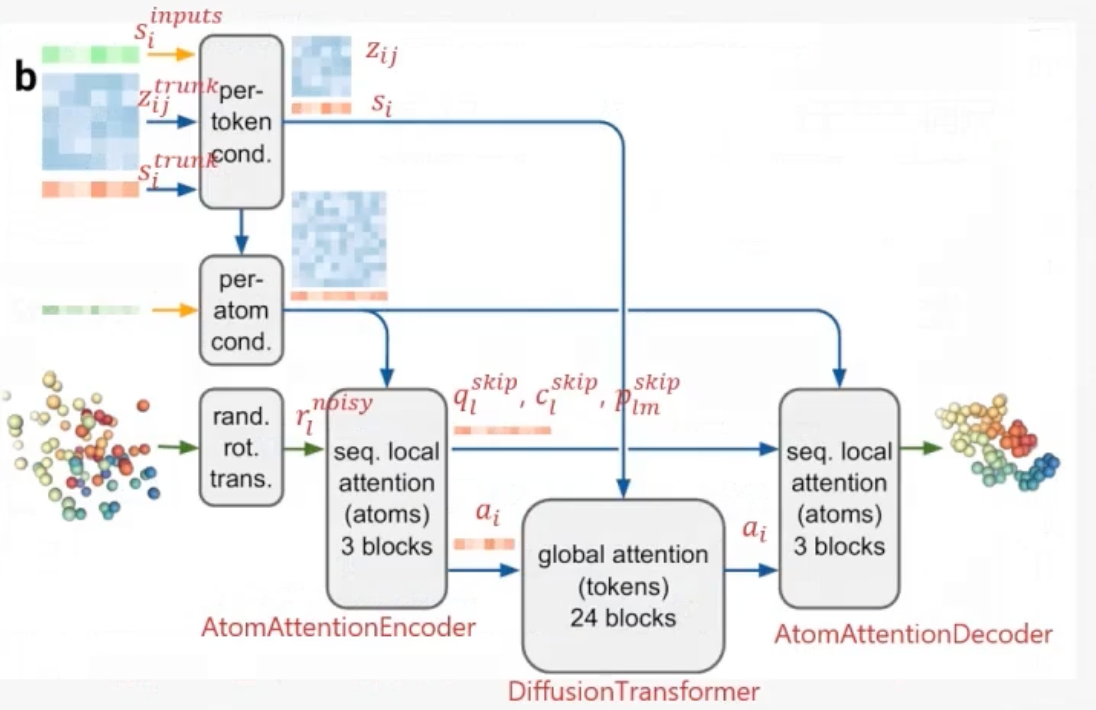 s_i^{inputs}
b
z_{ij}^{trunk}
s_i^{trunk}
per-
token
cond.
z_{ij}
s_i
per-
atom
cond.
rand.
rot.
trans.
r_l^{noisy}
seq. local
attention
(atoms)
3 blocks
q_l^{skip}, c_l^{skip}, p_{lm}^{skip}
a_i
global attention
(tokens)
24 blocks
a_i
seq. local
attention
(atoms)
3 blocks
AtomAttentionEncoder
AtomAttentionDecoder
DiffusionTransformer